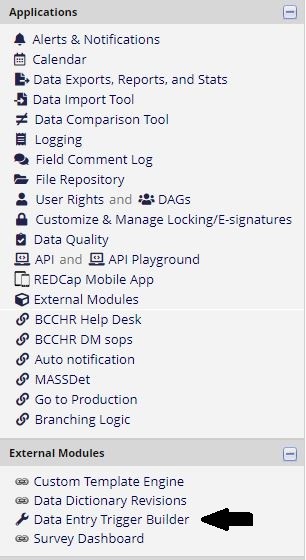 Applications
Alerts & Notifications
Calendar
Data Exports, Reports, and Stats
Data Import Tool
Data Comparison Tool
Logging
Field Comment Log
File Repository
User Rights and DAGs
Customize & Manage Locking/E-signatures
Data Quality
API and API Playground
REDCap Mobile App
External Modules
BCCHR Help Desk
BCCHR DM sops
Auto notification
MASSDet
Go to Production
Branching Logic
External Modules
Custom Template Engine
Data Dictionary Revisions
Data Entry Trigger Builder
Survey Dashboard